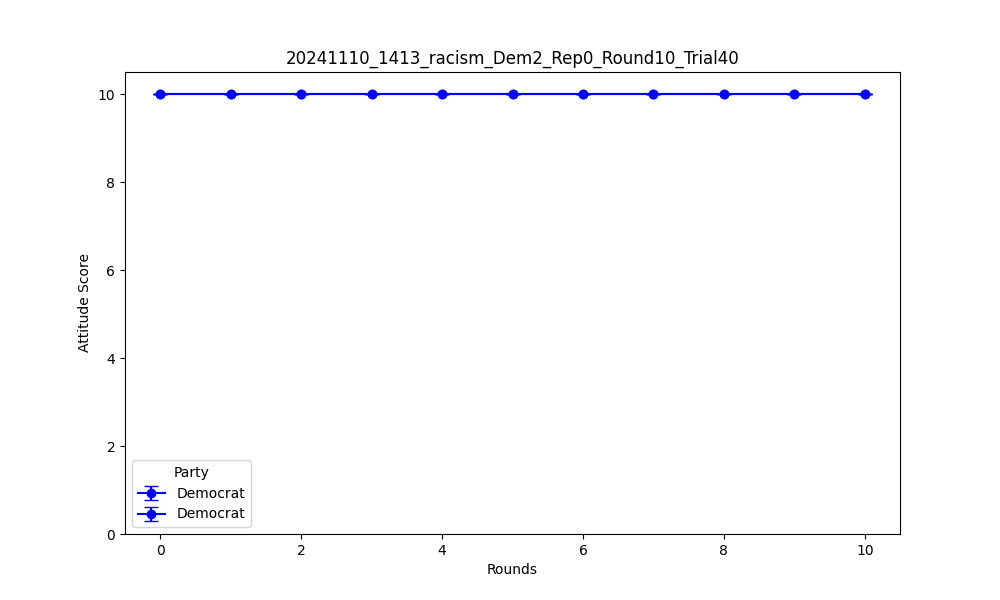 20241110_1413_racism_Dem2_Rep0_Round10_Trial40
10
8
6
4
2
0
Attitude Score
Party
Democrat
Democrat
0 2 4 6 8 10
Rounds